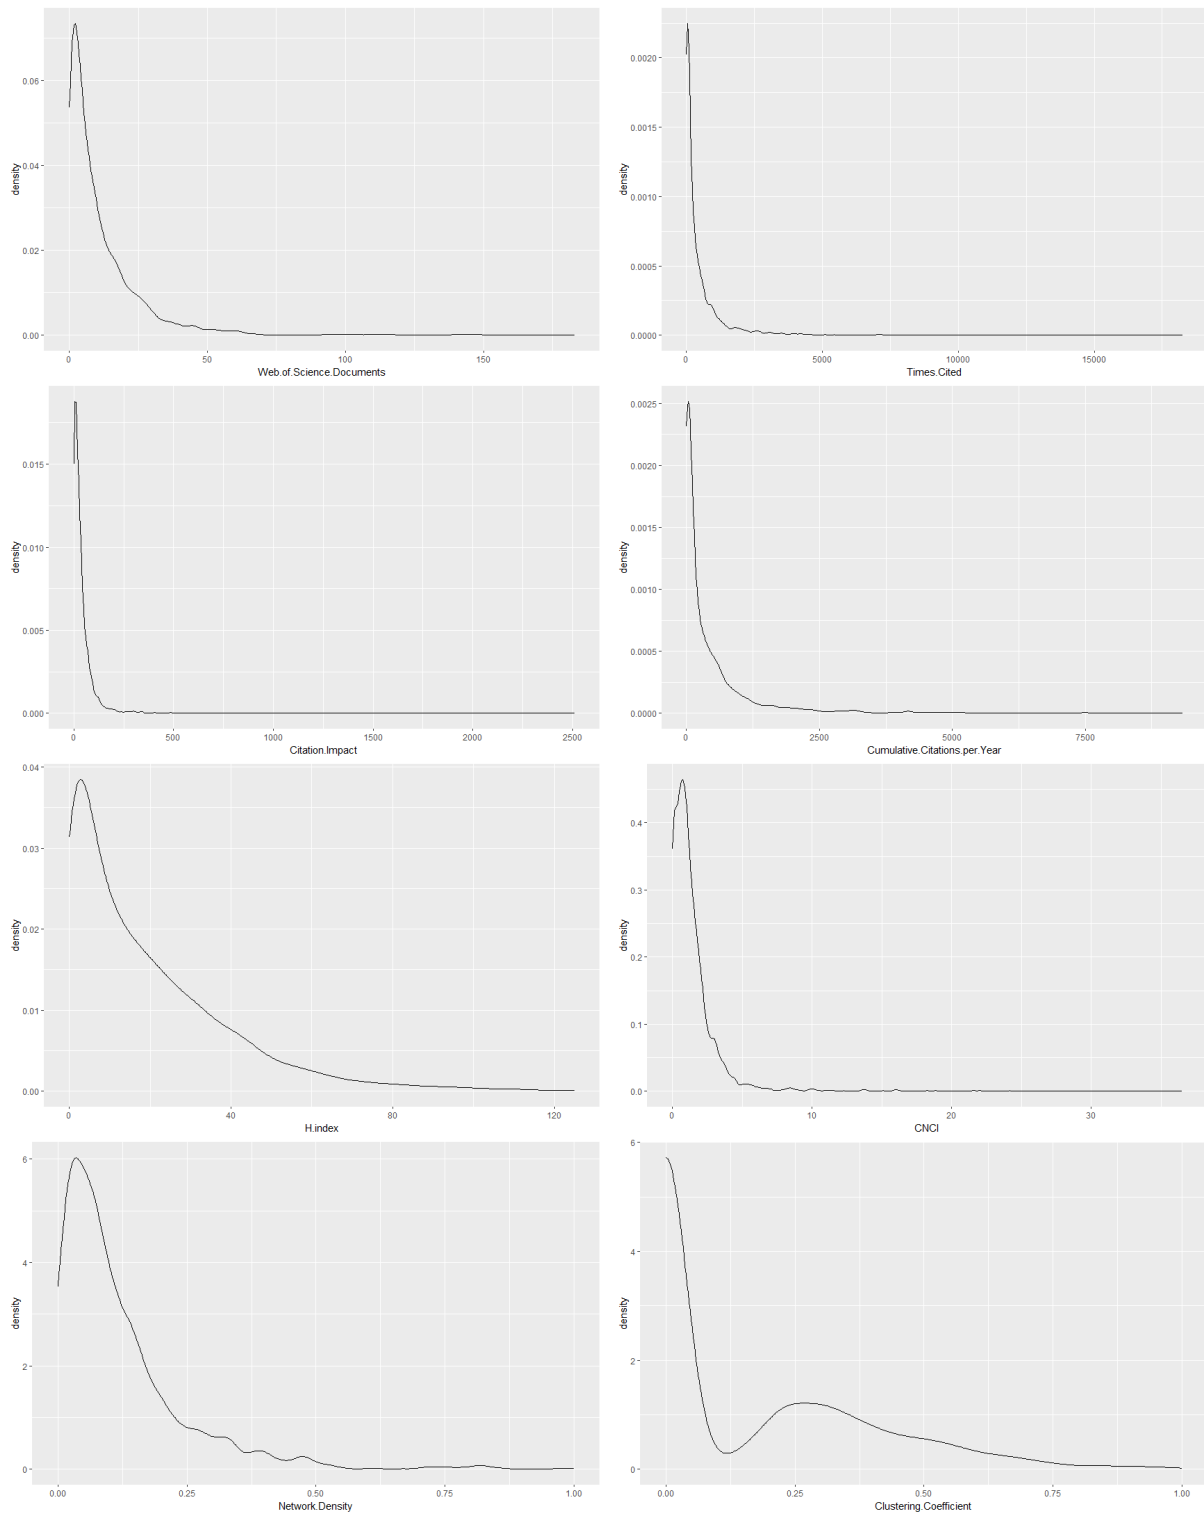 density
0.06
0.04
0.02
0.00
0 50 100 150
Web.of.Science.Documents
density
0.0020
0.0015
0.0010
0.0005
0.0000
0 5000 10000 15000
Times.Cited
density
0.015
0.010
0.005
0.000
0 500 1000 1500 2000 2500
Citation.Impact
density
0.0025
0.0020
0.0015
0.0010
0.0005
0.0000
0 2500 5000 7500
Cumulative.Citations.per.Year
density
0.04
0.03
0.02
0.01
0.00
0 40 80 120
H.index
density
0.4
0.3
0.2
0.1
0.0
0 10 20 30
CNCI
density
6
4
2
0
0.00 0.25 0.50 0.75 1.00
Network.Density
density
6
4
2
0
0.00 0.25 0.50 0.75 1.00
Clustering.Coefficient